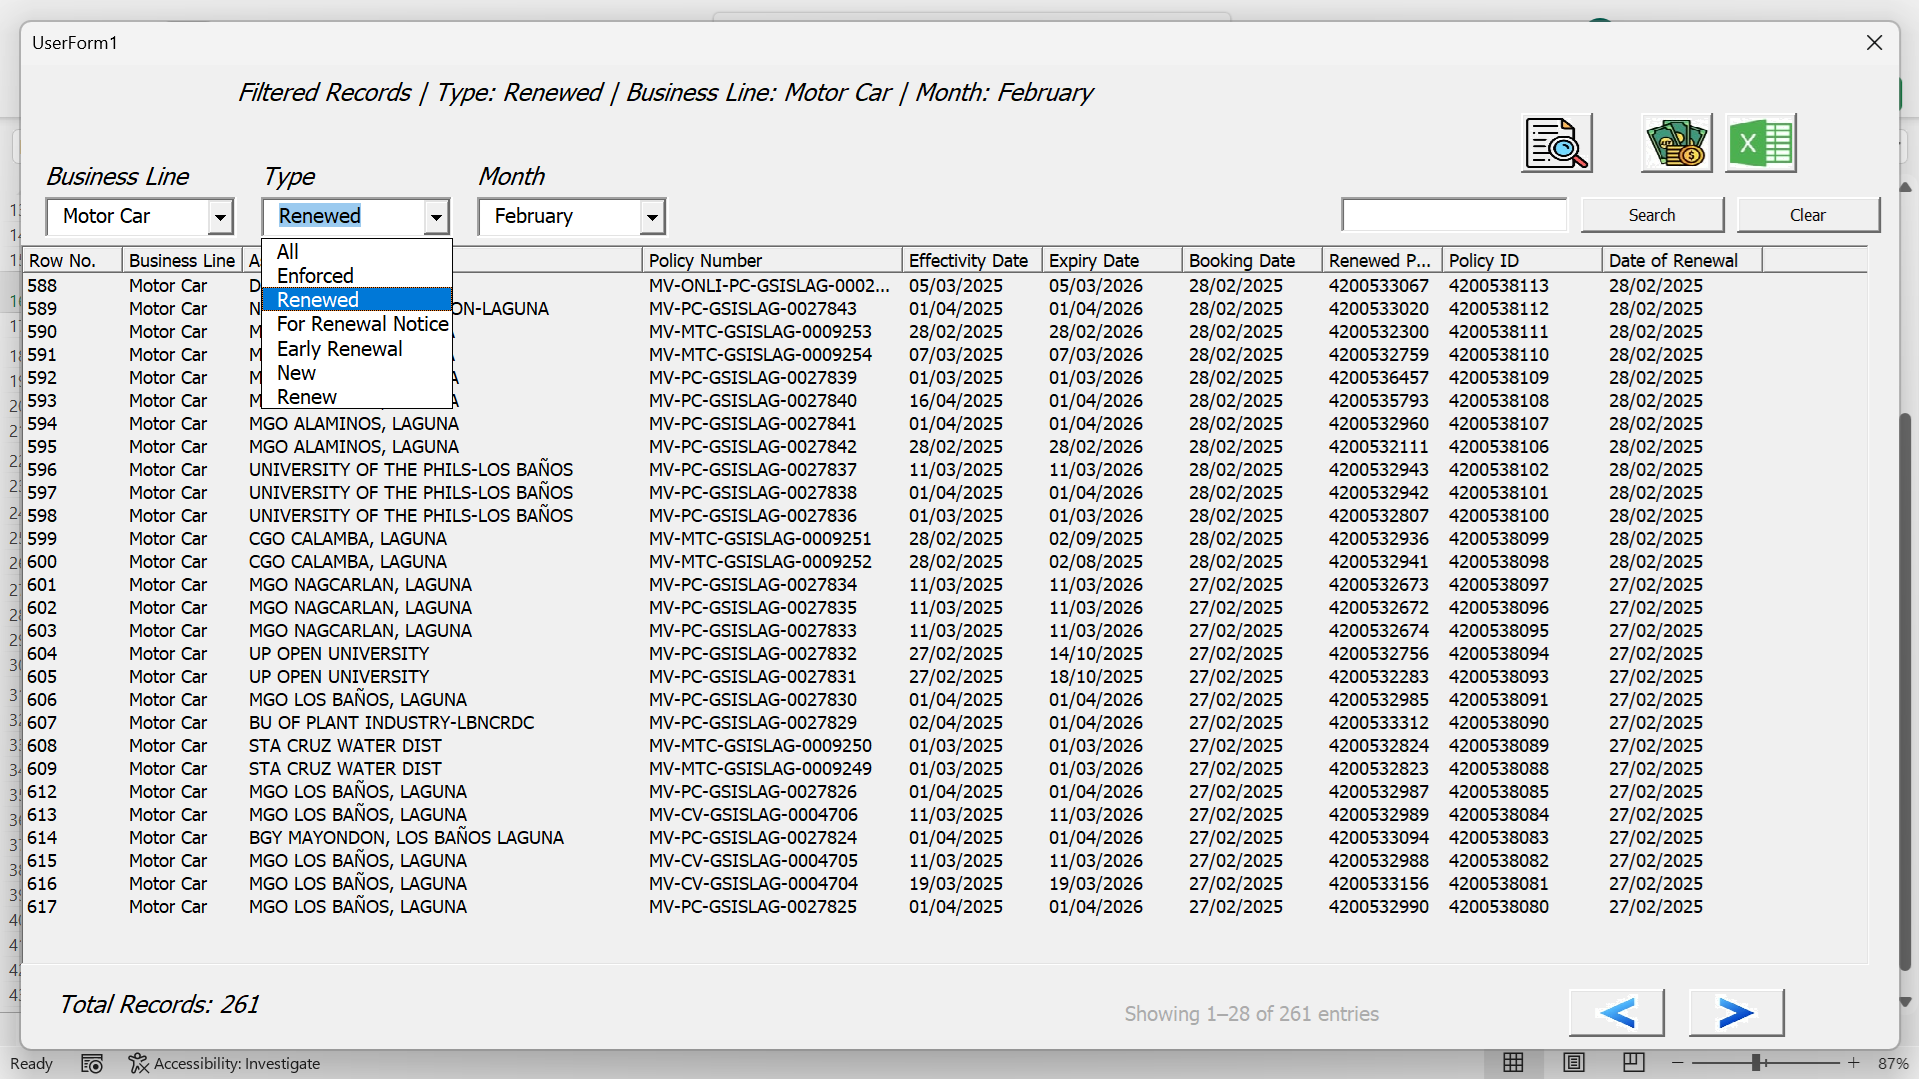 UserForm1
Filtered Records | Type: Renewed | Business Line: Motor Car | Month: February
Business Line Type Month
Motor Car Renewed February
Search Clear
All
Enforced
Renewed
For Renewal Notice
Early Renewal
New
Renew
Row No. Business Line A Policy Number Effectivity Date Expiry Date Booking Date Renewed P... Policy ID Date of Renewal
588 Motor Car D MV-ONLI-PC-GSISLAG-0002... 05/03/2025 05/03/2026 28/02/2025 4200533067 4200538113 28/02/2025
589 Motor Car N ON-LAGUNA MV-PC-GSISLAG-0027843 01/04/2025 01/04/2026 28/02/2025 4200533020 4200538112 28/02/2025
590 Motor Car M MV-MTC-GSISLAG-0009253 28/02/2025 28/02/2026 28/02/2025 4200532300 4200538111 28/02/2025
591 Motor Car M MV-MTC-GSISLAG-0009254 07/03/2025 07/03/2026 28/02/2025 4200532759 4200538110 28/02/2025
592 Motor Car M A MV-PC-GSISLAG-0027839 01/03/2025 01/03/2026 28/02/2025 4200536457 4200538109 28/02/2025
593 Motor Car M A MV-PC-GSISLAG-0027840 16/04/2025 01/04/2026 28/02/2025 4200535793 4200538108 28/02/2025
594 Motor Car MGO ALAMINOS, LAGUNA MV-PC-GSISLAG-0027841 01/04/2025 01/04/2026 28/02/2025 4200532960 4200538107 28/02/2025
595 Motor Car MGO ALAMINOS, LAGUNA MV-PC-GSISLAG-0027842 28/02/2025 28/02/2026 28/02/2025 4200532111 4200538106 28/02/2025
596 Motor Car UNIVERSITY OF THE PHILS-LOS BAÑOS MV-PC-GSISLAG-0027837 11/03/2025 11/03/2026 28/02/2025 4200532943 4200538102 28/02/2025
597 Motor Car UNIVERSITY OF THE PHILS-LOS BAÑOS MV-PC-GSISLAG-0027838 01/04/2025 01/04/2026 28/02/2025 4200532942 4200538101 28/02/2025
598 Motor Car UNIVERSITY OF THE PHILS-LOS BAÑOS MV-PC-GSISLAG-0027836 01/04/2025 01/04/2026 28/02/2025 4200532807 4200538100 28/02/2025
599 Motor Car CGO CALAMBA, LAGUNA MV-MTC-GSISLAG-0009251 28/02/2025 02/09/2025 28/02/2025 4200532936 4200538099 28/02/2025
600 Motor Car CGO CALAMBA, LAGUNA MV-MTC-GSISLAG-0009252 28/02/2025 02/08/2025 28/02/2025 4200532941 4200538098 28/02/2025
601 Motor Car MGO NAGCARLAN, LAGUNA MV-PC-GSISLAG-0027834 11/03/2025 11/03/2026 27/02/2025 4200532673 4200538097 27/02/2025
602 Motor Car MGO NAGCARLAN, LAGUNA MV-PC-GSISLAG-0027835 11/03/2025 11/03/2026 27/02/2025 4200532672 4200538096 27/02/2025
603 Motor Car MGO NAGCARLAN, LAGUNA MV-PC-GSISLAG-0027833 11/03/2025 11/03/2026 27/02/2025 4200532674 4200538095 27/02/2025
604 Motor Car UP OPEN UNIVERSITY MV-PC-GSISLAG-0027832 27/02/2025 14/10/2025 27/02/2025 4200532756 4200538094 27/02/2025
605 Motor Car UP OPEN UNIVERSITY MV-PC-GSISLAG-0027831 27/02/2025 18/10/2025 27/02/2025 4200532283 4200538093 27/02/2025
606 Motor Car MGO LOS BAÑOS, LAGUNA MV-PC-GSISLAG-0027830 01/04/2025 01/04/2026 27/02/2025 4200532985 4200538091 27/02/2025
607 Motor Car BU OF PLANT INDUSTRY-LBNCRDC MV-PC-GSISLAG-0027829 02/04/2025 01/04/2026 27/02/2025 4200533312 4200538090 27/02/2025
608 Motor Car STA CRUZ WATER DIST MV-MTC-GSISLAG-0009250 01/03/2025 01/03/2026 27/02/2025 4200532824 4200538089 27/02/2025
609 Motor Car STA CRUZ WATER DIST MV-MTC-GSISLAG-0009249 01/03/2025 01/03/2026 27/02/2025 4200532823 4200538088 27/02/2025
612 Motor Car MGO LOS BAÑOS, LAGUNA MV-PC-GSISLAG-0027826 01/04/2025 01/04/2026 27/02/2025 4200532987 4200538085 27/02/2025
613 Motor Car MGO LOS BAÑOS, LAGUNA MV-CV-GSISLAG-0004706 11/03/2025 11/03/2026 27/02/2025 4200532989 4200538084 27/02/2025
614 Motor Car BGY MAYONDON, LOS BAÑOS LAGUNA MV-PC-GSISLAG-0027824 01/04/2025 01/04/2026 27/02/2025 4200533094 4200538083 27/02/2025
615 Motor Car MGO LOS BAÑOS, LAGUNA MV-CV-GSISLAG-0004705 11/03/2025 11/03/2026 27/02/2025 4200532988 4200538082 27/02/2025
616 Motor Car MGO LOS BAÑOS, LAGUNA MV-CV-GSISLAG-0004704 19/03/2025 19/03/2026 27/02/2025 4200533156 4200538081 27/02/2025
617 Motor Car MGO LOS BAÑOS, LAGUNA MV-PC-GSISLAG-0027825 01/04/2025 01/04/2026 27/02/2025 4200532990 4200538080 27/02/2025
Total Records: 261
Showing 1–28 of 261 entries
Ready Accessibility: Investigate 87%